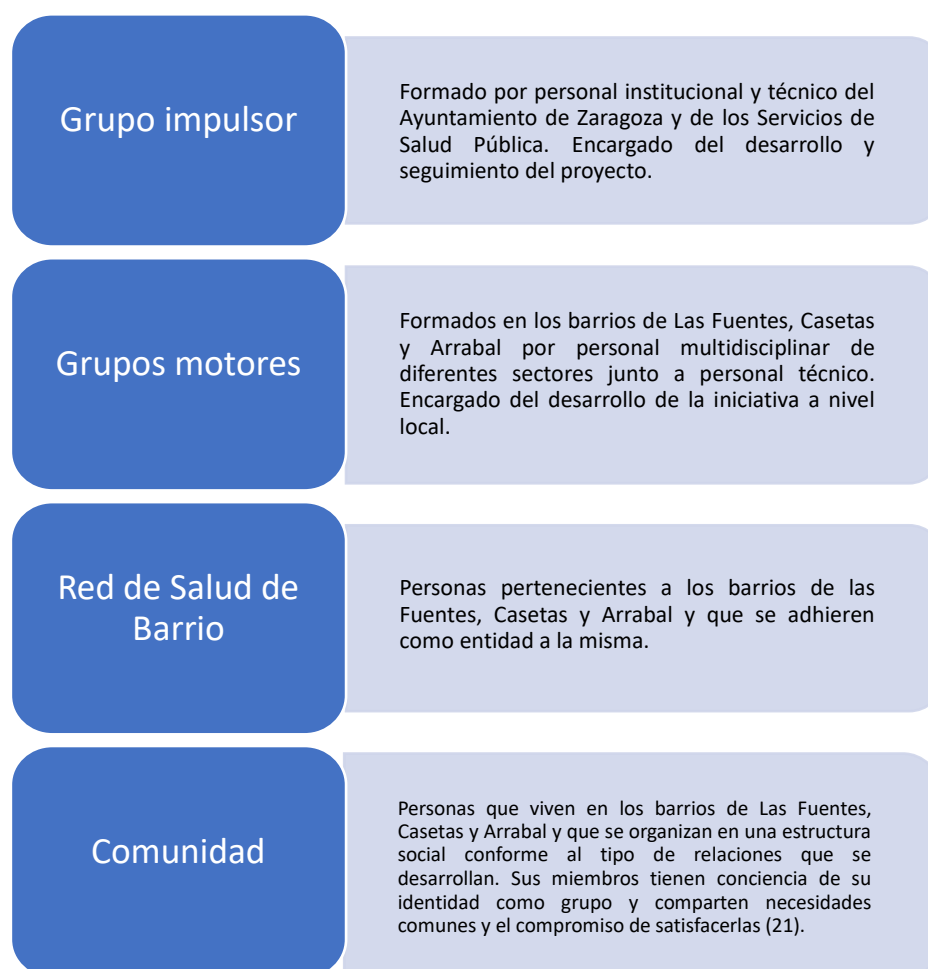 Grupo impulsor
Formado por personal institucional y técnico del
Ayuntamiento de Zaragoza y de los Servicios de
Salud Pública. Encargado del desarrollo y
seguimiento del proyecto.
Grupos motores
Formados en los barrios de Las Fuentes, Casetas
y Arrabal por personal multidisciplinar de
diferentes sectores junto a personal técnico.
Encargado del desarrollo de la iniciativa a nivel
local.
Red de Salud de
Barrio
Personas pertenecientes a los barrios de las
Fuentes, Casetas y Arrabal y que se adhieren
como entidad a la misma.
Comunidad
Personas que viven en los barrios de Las Fuentes,
Casetas y Arrabal y que se organizan en una estructura
social conforme al tipo de relaciones que se
desarrollan. Sus miembros tienen conciencia de su
identidad como grupo y comparten necesidades
comunes y el compromiso de satisfacerlas (21).